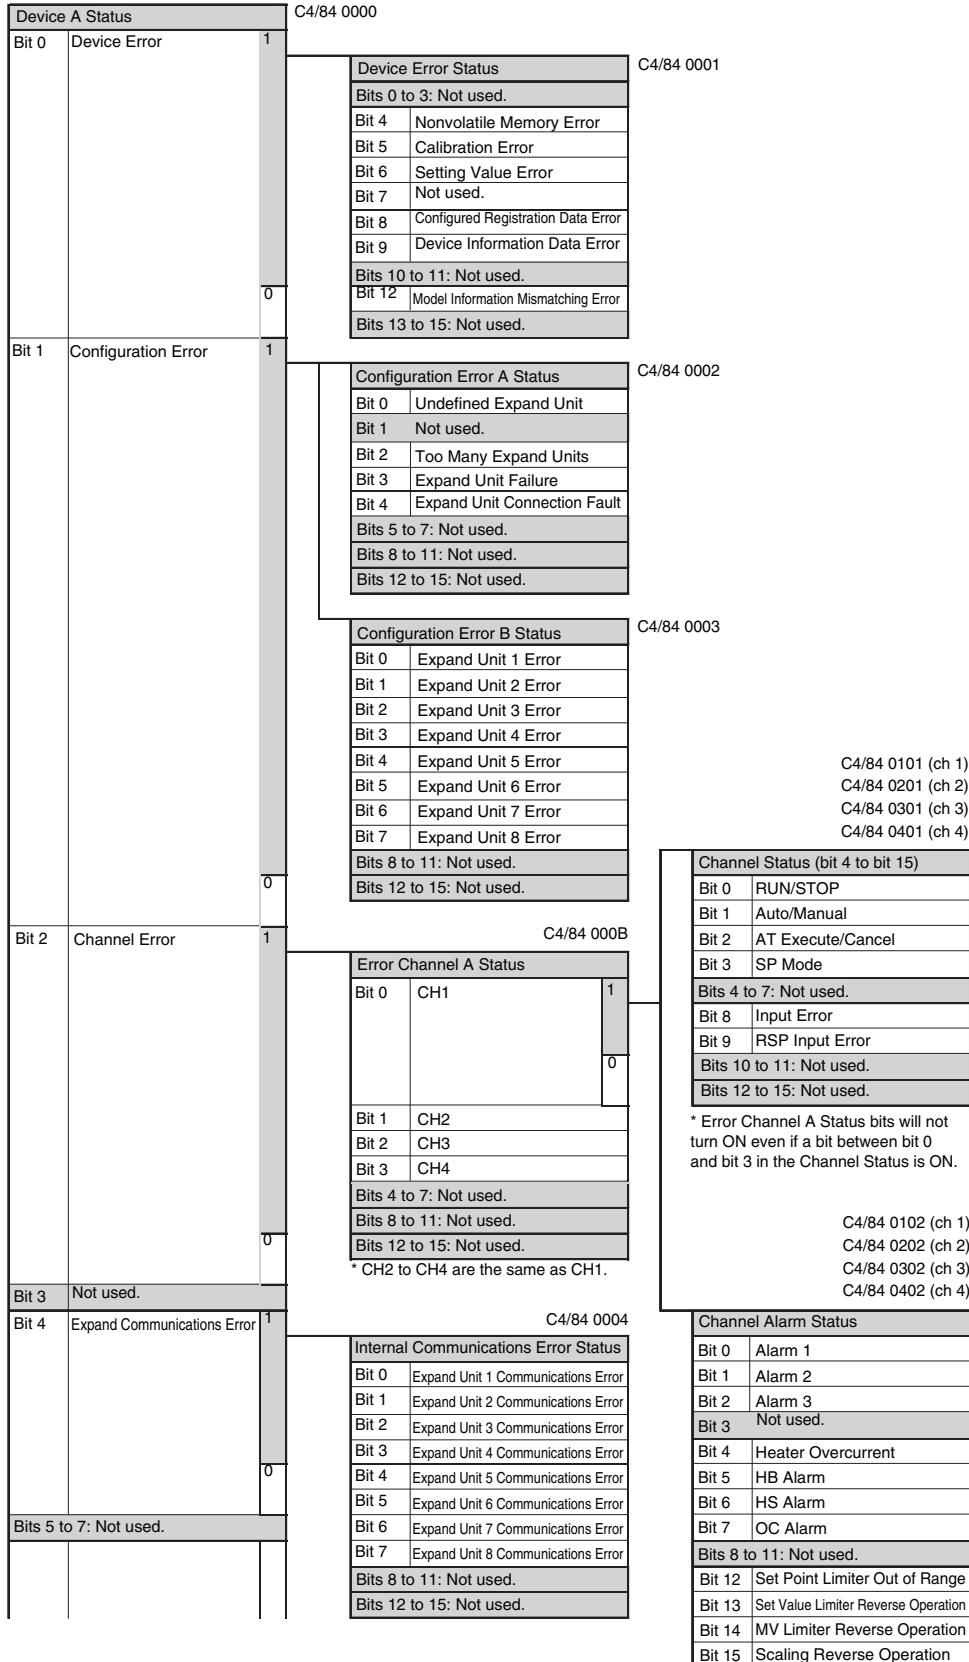 Device A Status
C4/84 0000
Bit 0 Device Error 1
0
Device Error Status
C4/84 0001
Bits 0 to 3: Not used.
Bit 4 Nonvolatile Memory Error
Bit 5 Calibration Error
Bit 6 Setting Value Error
Bit 7 Not used.
Bit 8 Configured Registration Data Error
Bit 9 Device Information Data Error
Bits 10 to 11: Not used.
Bit 12 Model Information Mismatching Error
Bits 13 to 15: Not used.
Bit 1 Configuration Error 1
0
Configuration Error A Status
C4/84 0002
Bit 0 Undefined Expand Unit
Bit 1 Not used.
Bit 2 Too Many Expand Units
Bit 3 Expand Unit Failure
Bit 4 Expand Unit Connection Fault
Bits 5 to 7: Not used.
Bits 8 to 11: Not used.
Bits 12 to 15: Not used.
Configuration Error B Status
C4/84 0003
Bit 0 Expand Unit 1 Error
Bit 1 Expand Unit 2 Error
Bit 2 Expand Unit 3 Error
Bit 3 Expand Unit 4 Error
Bit 4 Expand Unit 5 Error
Bit 5 Expand Unit 6 Error
Bit 6 Expand Unit 7 Error
Bit 7 Expand Unit 8 Error
Bits 8 to 11: Not used.
Bits 12 to 15: Not used.
Bit 2 Channel Error 1
0
C4/84 000B
Error Channel A Status
Bit 0 CH1 1
0
Bit 1 CH2
Bit 2 CH3
Bit 3 CH4
Bits 4 to 7: Not used.
Bits 8 to 11: Not used.
Bits 12 to 15: Not used.
* CH2 to CH4 are the same as CH1.
C4/84 0101 (ch 1)
C4/84 0201 (ch 2)
C4/84 0301 (ch 3)
C4/84 0401 (ch 4)
Channel Status (bit 4 to bit 15)
Bit 0 RUN/STOP
Bit 1 Auto/Manual
Bit 2 AT Execute/Cancel
Bit 3 SP Mode
Bits 4 to 7: Not used.
Bit 8 Input Error
Bit 9 RSP Input Error
Bits 10 to 11: Not used.
Bits 12 to 15: Not used.
* Error Channel A Status bits will not
turn ON even if a bit between bit 0
and bit 3 in the Channel Status is ON.
C4/84 0102 (ch 1)
C4/84 0202 (ch 2)
C4/84 0302 (ch 3)
C4/84 0402 (ch 4)
Channel Alarm Status
Bit 0 Alarm 1
Bit 1 Alarm 2
Bit 2 Alarm 3
Bit 3 Not used.
Bit 4 Heater Overcurrent
Bit 5 HB Alarm
Bit 6 HS Alarm
Bit 7 OC Alarm
Bits 8 to 11: Not used.
Bit 12 Set Point Limiter Out of Range
Bit 13 Set Value Limiter Reverse Operation
Bit 14 MV Limiter Reverse Operation
Bit 15 Scaling Reverse Operation
Bit 3 Not used.
Bit 4 Expand Communications Error 1
0
C4/84 0004
Internal Communications Error Status
Bit 0 Expand Unit 1 Communications Error
Bit 1 Expand Unit 2 Communications Error
Bit 2 Expand Unit 3 Communications Error
Bit 3 Expand Unit 4 Communications Error
Bit 4 Expand Unit 5 Communications Error
Bit 5 Expand Unit 6 Communications Error
Bit 6 Expand Unit 7 Communications Error
Bit 7 Expand Unit 8 Communications Error
Bits 8 to 11: Not used.
Bits 12 to 15: Not used.
Bits 5 to 7: Not used.